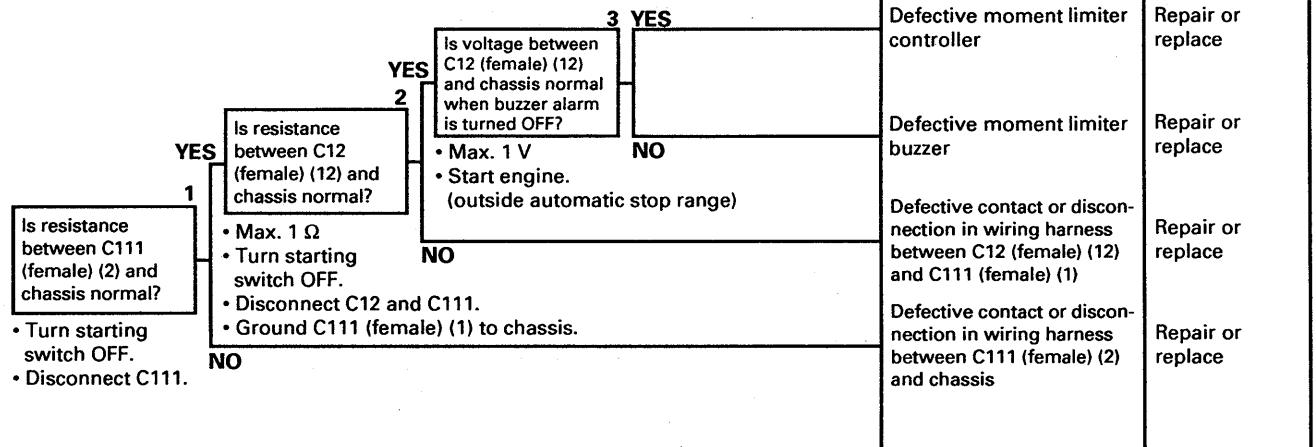 1
Is resistance
between C111
(female) (2) and
chassis normal?
• Turn starting
switch OFF.
• Disconnect C111.
YES
NO
2
Is resistance
between C12
(female) (12) and
chassis normal?
• Max. 1 Ω
• Turn starting
switch OFF.
• Disconnect C12 and C111.
• Ground C111 (female) (1) to chassis.
YES
NO
3
Is voltage between
C12 (female) (12)
and chassis normal
when buzzer alarm
is turned OFF?
• Max. 1 V
• Start engine.
(outside automatic stop range)
YES
NO
Defective moment limiter
controller
Repair or
replace
Defective moment limiter
buzzer
Repair or
replace
Defective contact or discon-
nection in wiring harness
between C12 (female) (12)
and C111 (female) (1)
Repair or
replace
Defective contact or discon-
nection in wiring harness
between C111 (female) (2)
and chassis
Repair or
replace